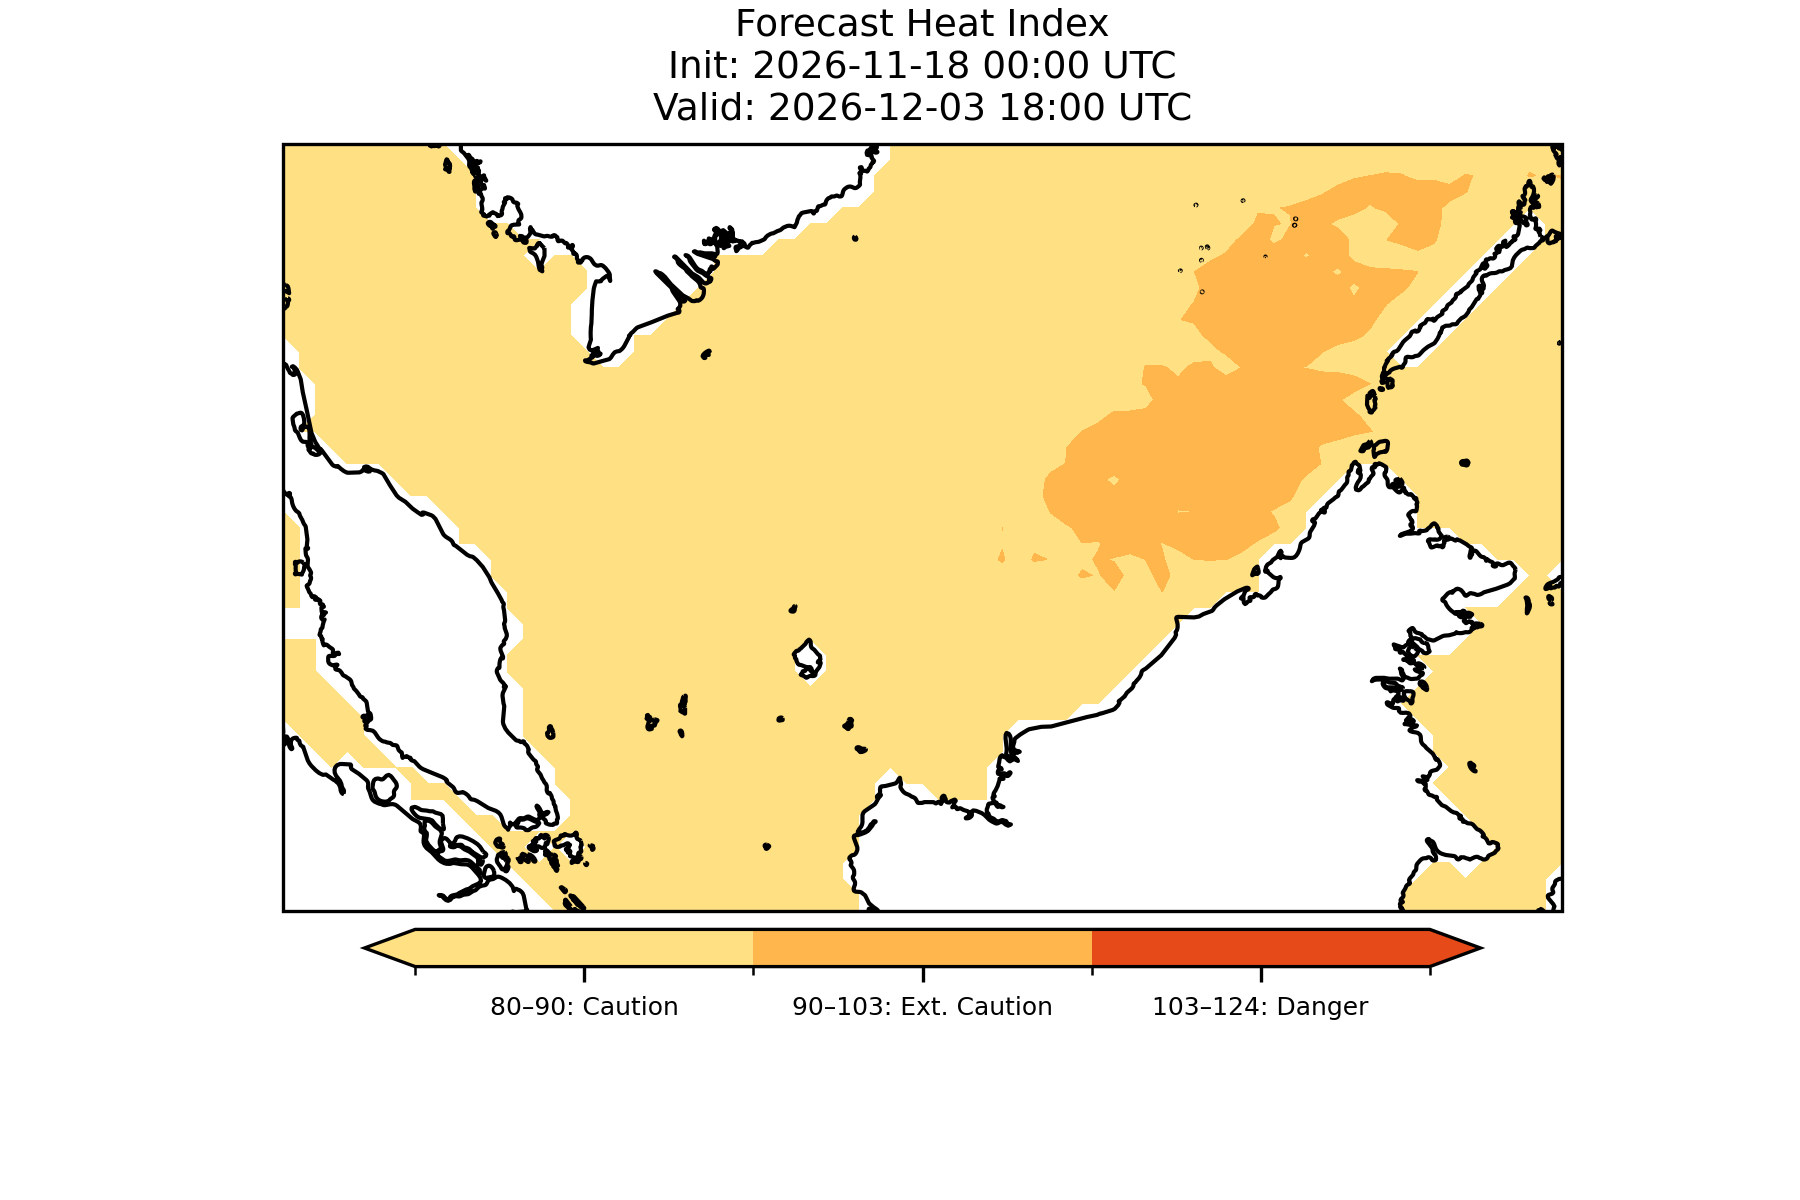 Forecast Heat Index
Init: 2026-11-18 00:00 UTC
Valid: 2026-12-03 18:00 UTC
80–90: Caution
90–103: Ext. Caution
103–124: Danger